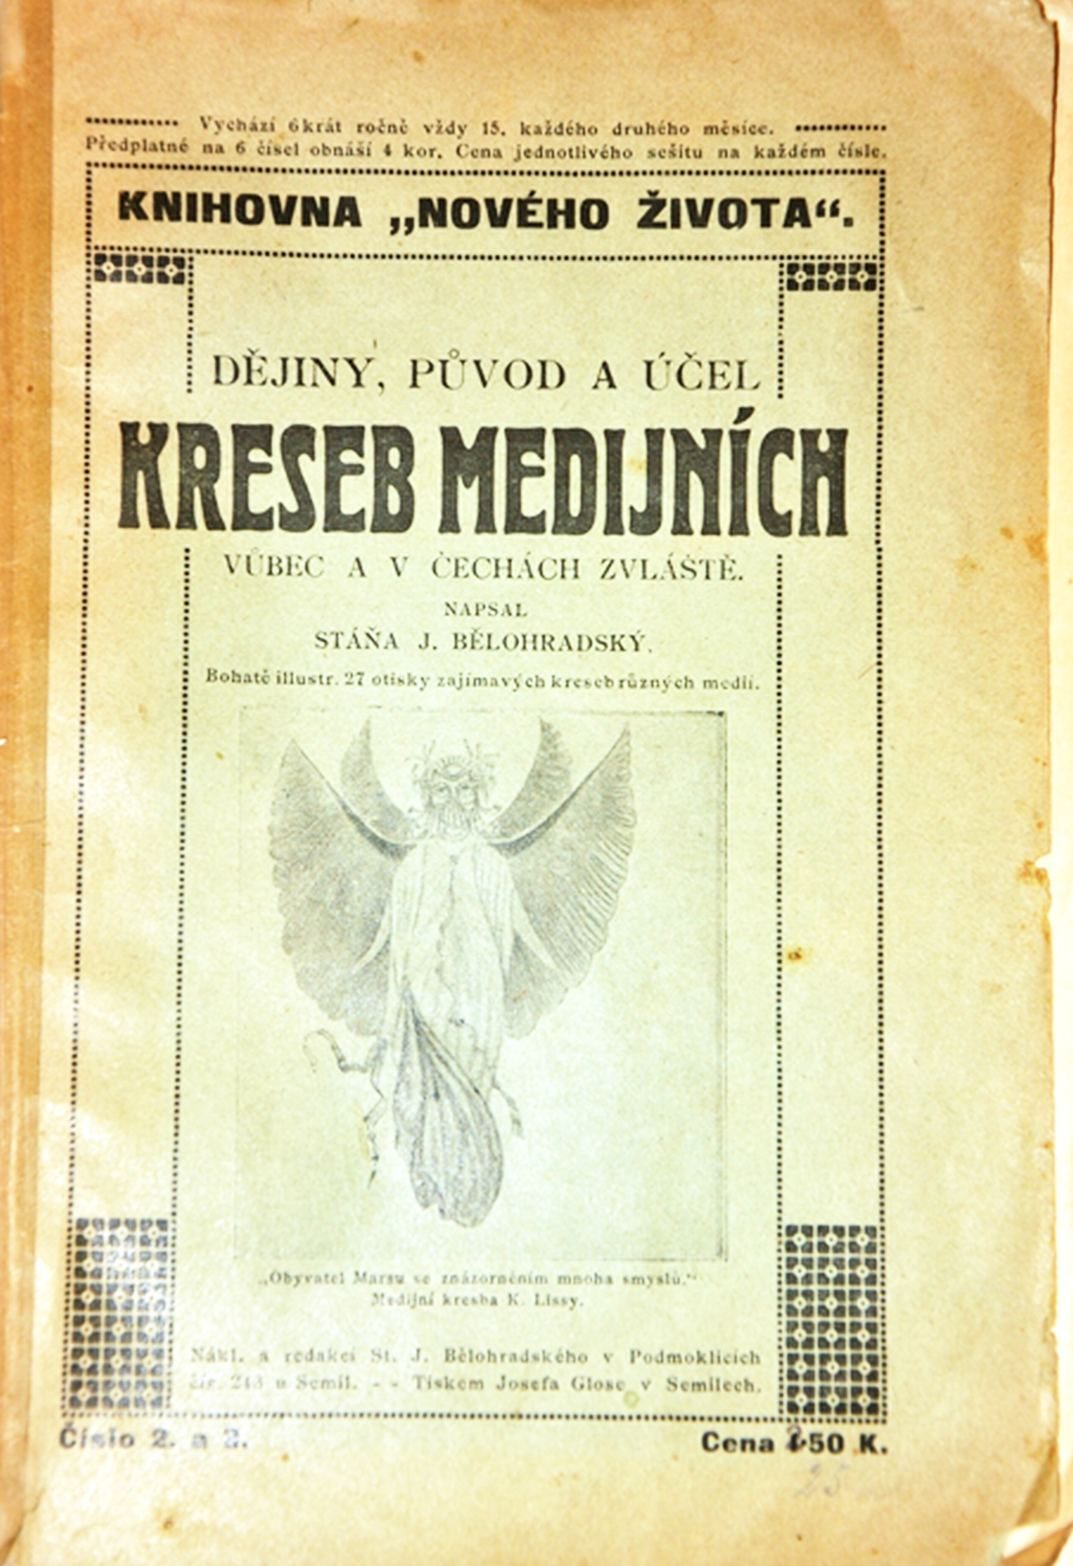 Vychází 6krát ročně vždy 15. každého druhého měsíce.
Předplatné na 6 čísel obnáší 4 kor. Cena jednotlivého sešitu na každém čísle.
KNIHOVNA „NOVÉHO ŽIVOTA“.
DĚJINY, PŮVOD A ÚČEL
KRESEB MEDIJNÍCH
VŮBEC A V ČECHÁCH ZVLÁŠTĚ.
NAPSAL
STÁŇA J. BĚLOHRADSKÝ.
Bohatě illustr. 27 otisky zajímavých kreseb různých medií.
„Obyvatel Marsu se znázorněním mnoha smyslů.“
Medijní kresba K. Lissy.
Nákl. a redakcí St. J. Bělohradského v Podmoklicích
čís. 248 u Semil. - - Tiskem Josefa Glose v Semilech.
Číslo 2. a 3.
Cena 50 K.
25